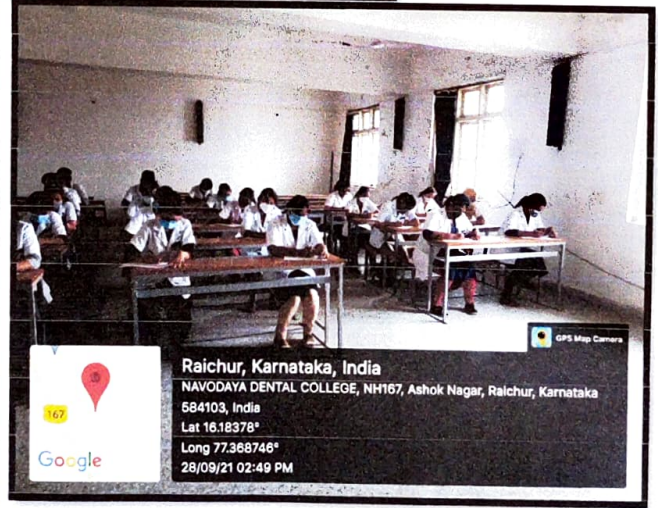 GPS Map Camera
Raichur, Karnataka, India
NAVODAYA DENTAL COLLEGE, NH167, Ashok Nagar, Raichur, Karnataka
584103, India
Lat 16.18378°
Long 77.368746°
28/09/21 02:49 PM
167
Google